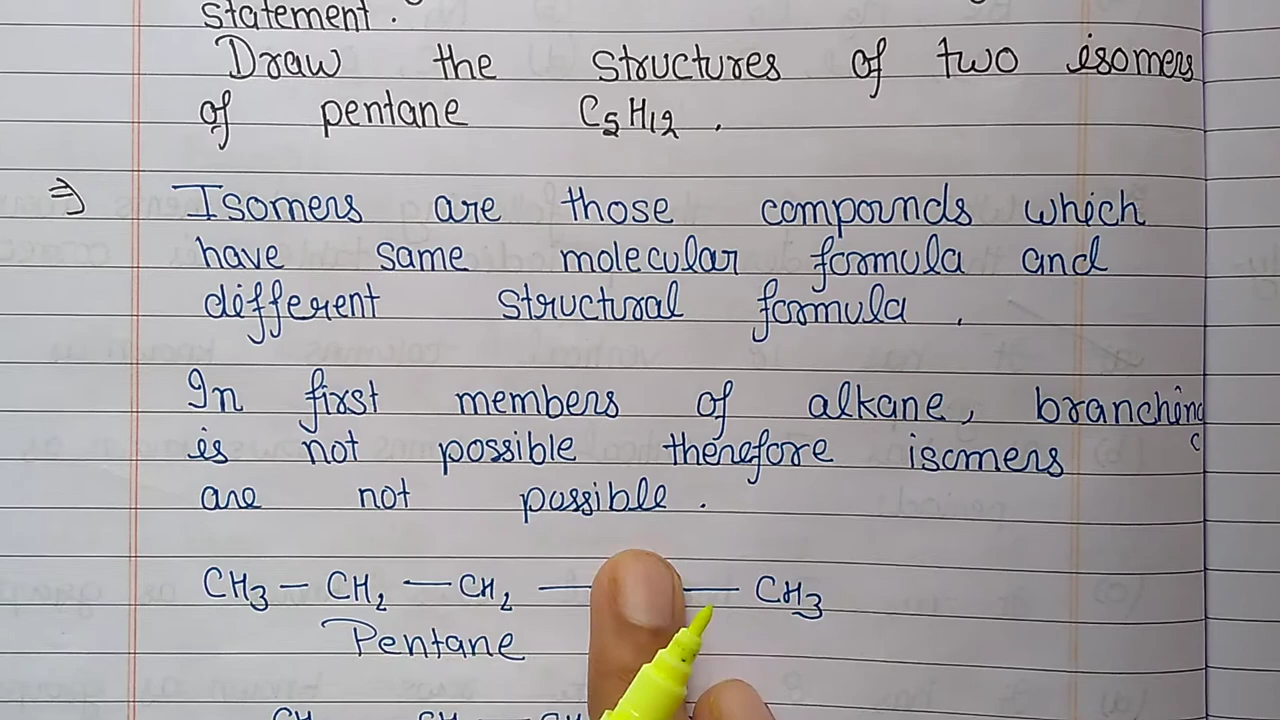 statement.
Draw the structures of two isomers
of pentane C5H12.
⇒ Isomers are those compounds which
have same molecular formula and
different structural formula.
In first members of alkane, branching
is not possible therefore isomers
are not possible.
CH3 — CH2 — CH2 — — CH3
Pentane